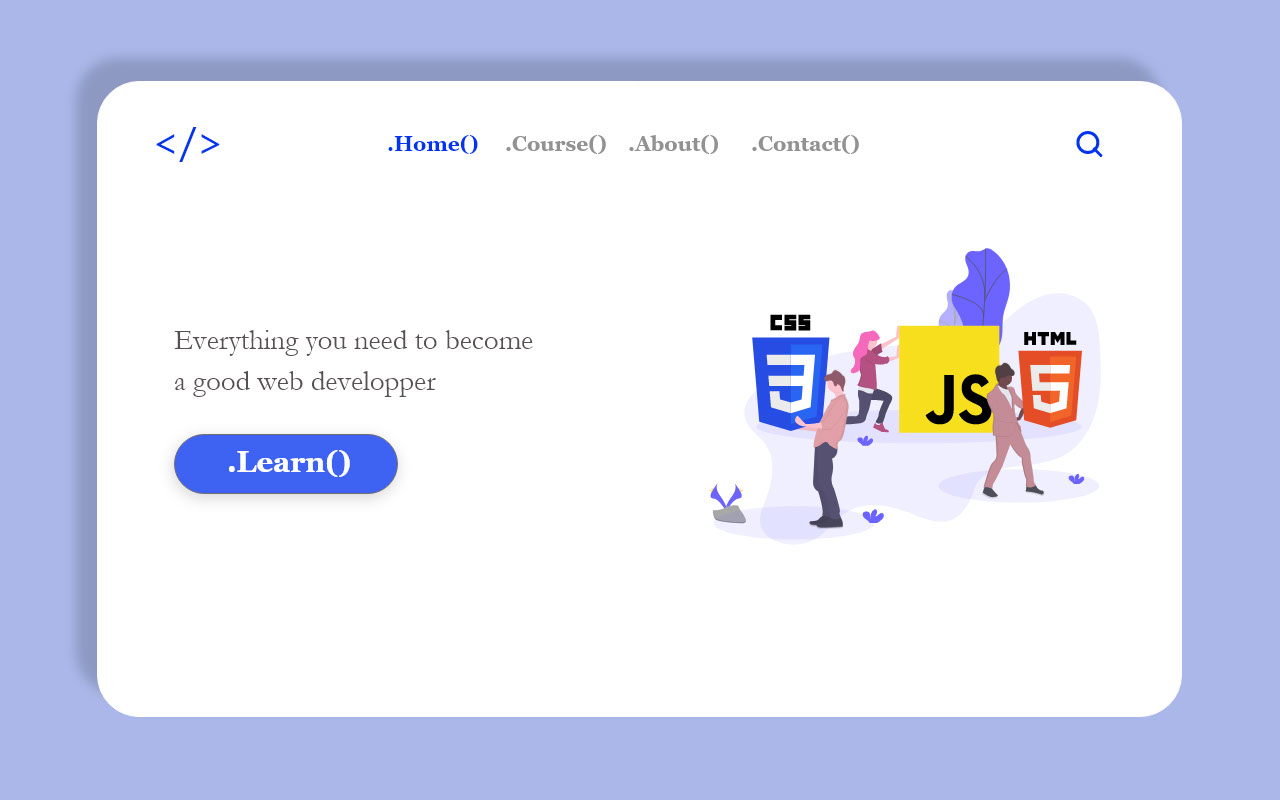 </>
.Home() .Course() .About() .Contact()
Everything you need to become
a good web developper
.Learn()
CSS
3
JS
HTML
5